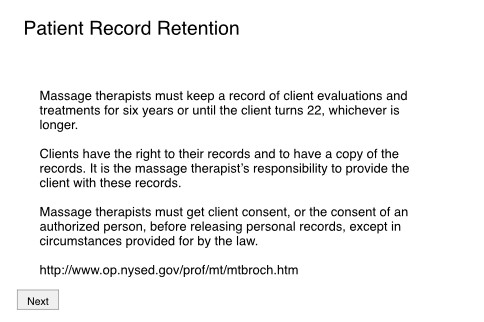 Patient Record Retention
Massage therapists must keep a record of client evaluations and
treatments for six years or until the client turns 22, whichever is
longer.
Clients have the right to their records and to have a copy of the
records. It is the massage therapist's responsibility to provide the
client with these records.
Massage therapists must get client consent, or the consent of an
authorized person, before releasing personal records, except in
circumstances provided for by the law.
http://www.op.nysed.gov/prof/mt/mtbroch.htm
Next